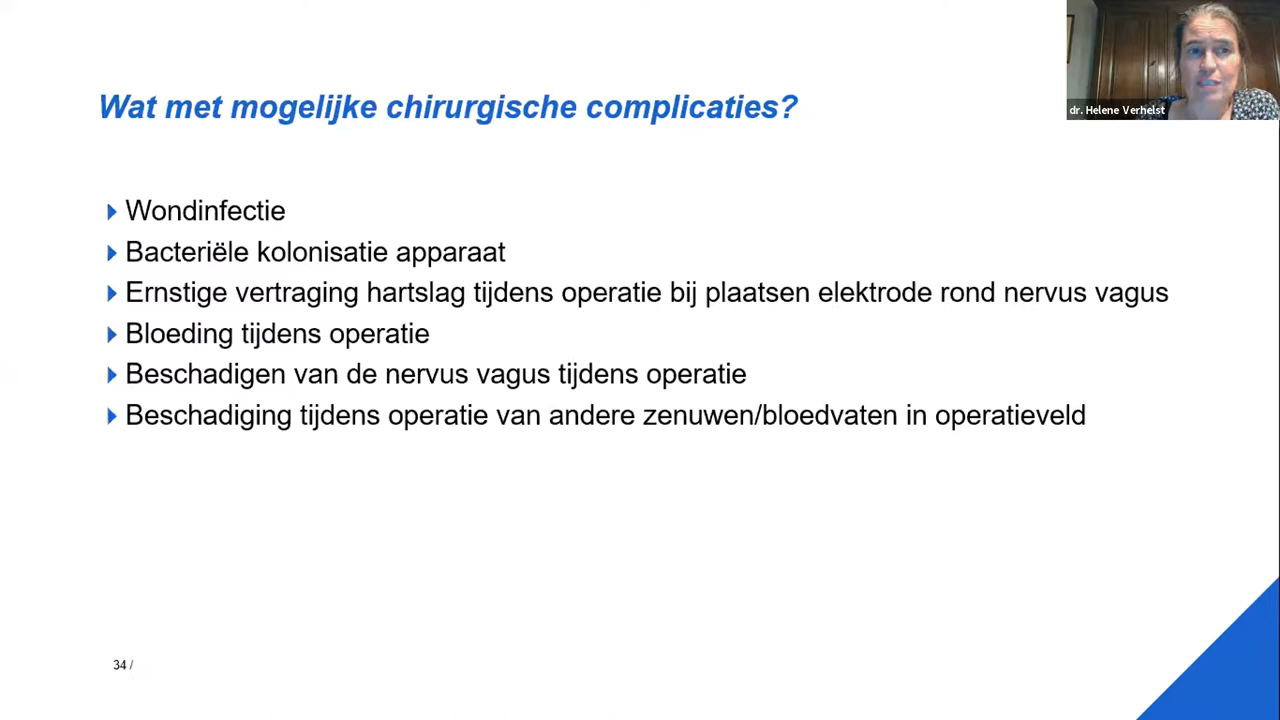 dr. Helene Verhelst
Wat met mogelijke chirurgische complicaties?
Wondinfectie
Bacteriële kolonisatie apparaat
Ernstige vertraging hartslag tijdens operatie bij plaatsen elektrode rond nervus vagus
Bloeding tijdens operatie
Beschadigen van de nervus vagus tijdens operatie
Beschadiging tijdens operatie van andere zenuwen/bloedvaten in operatieveld
34 /